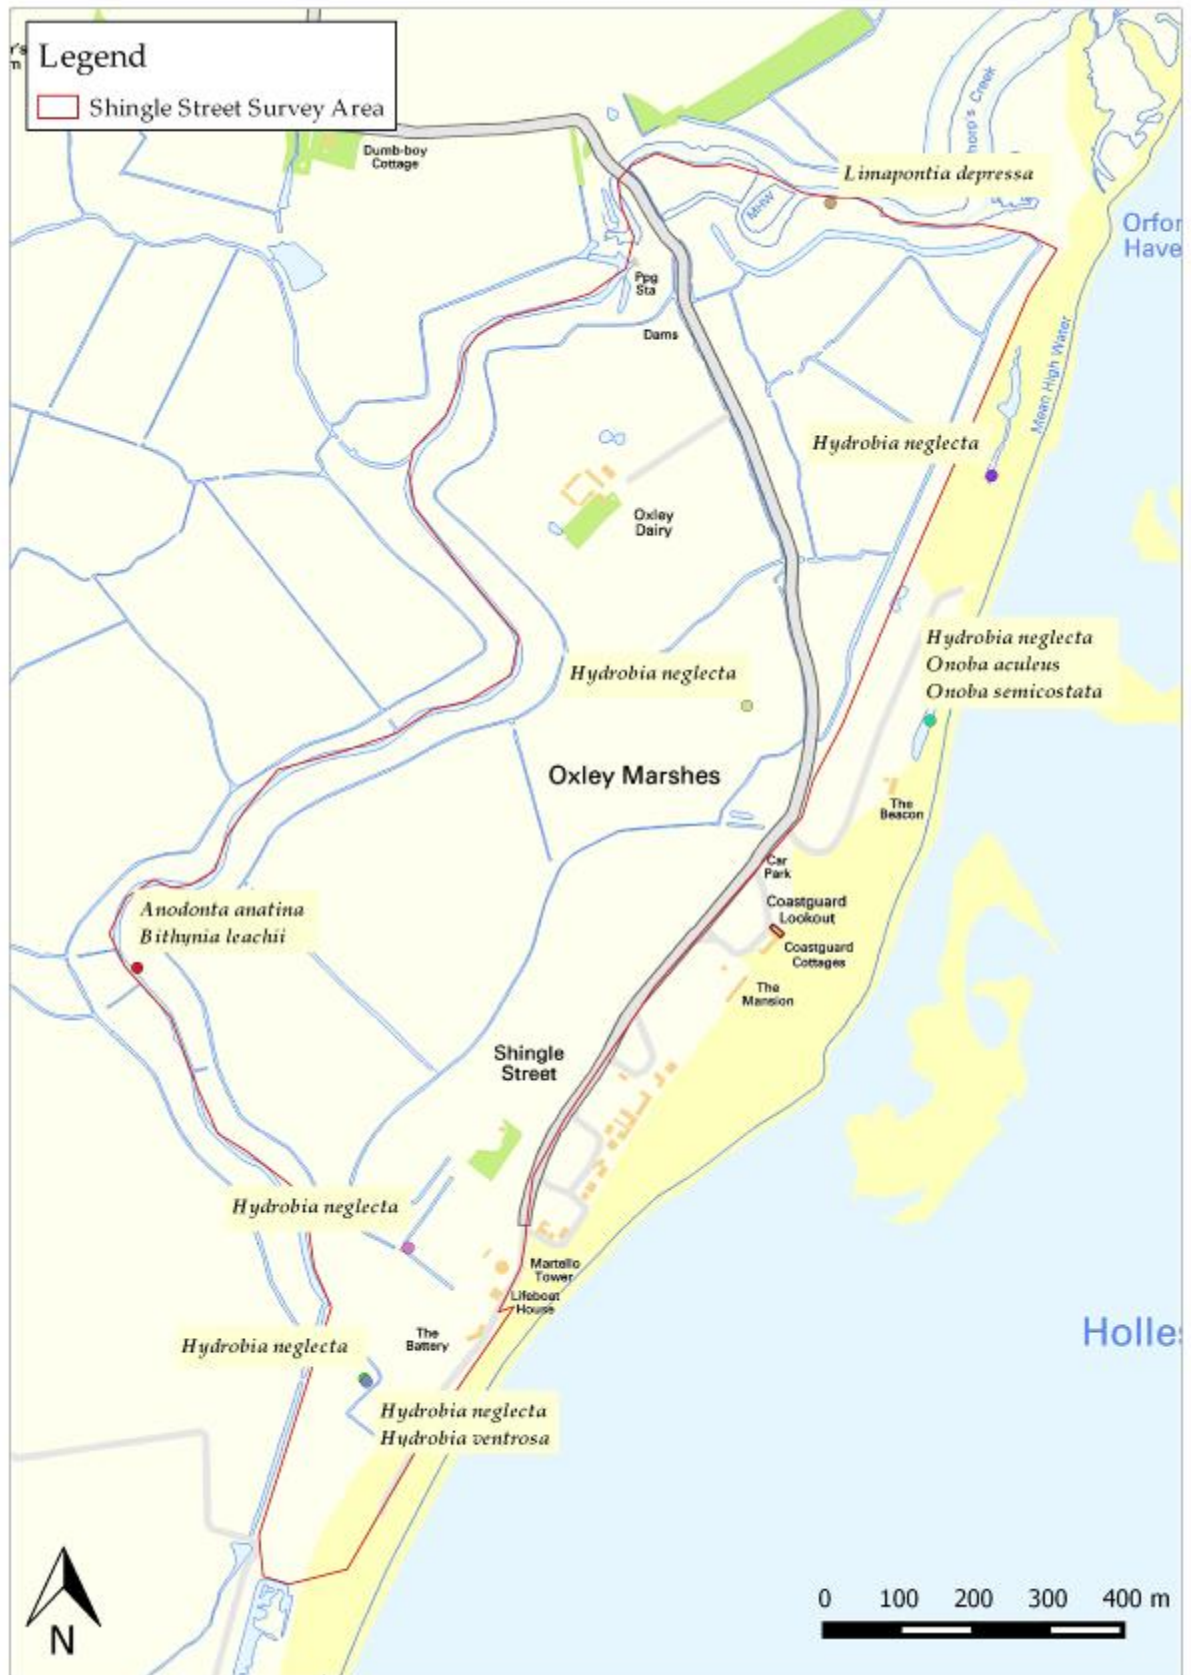 Legend
Shingle Street Survey Area
Dumb-boy
Cottage
Limapontia depressa
MHW
Orfor
Have
Ppg
Sta
Dams
Mean High Water
Hydrobia neglecta
Oxley
Dairy
Hydrobia neglecta
Onoba aculeus
Onoba semicostata
Hydrobia neglecta
Oxley Marshes
The
Beacon
Car
Park
Coastguard
Lookout
Coastguard
Cottages
The
Mansion
Anodonta anatina
Bithynia leachii
Shingle
Street
Hydrobia neglecta
Martello
Tower
Lifeboat
House
The
Battery
Hydrobia neglecta
Holles
Hydrobia neglecta
Hydrobia ventrosa
0 100 200 300 400 m
N